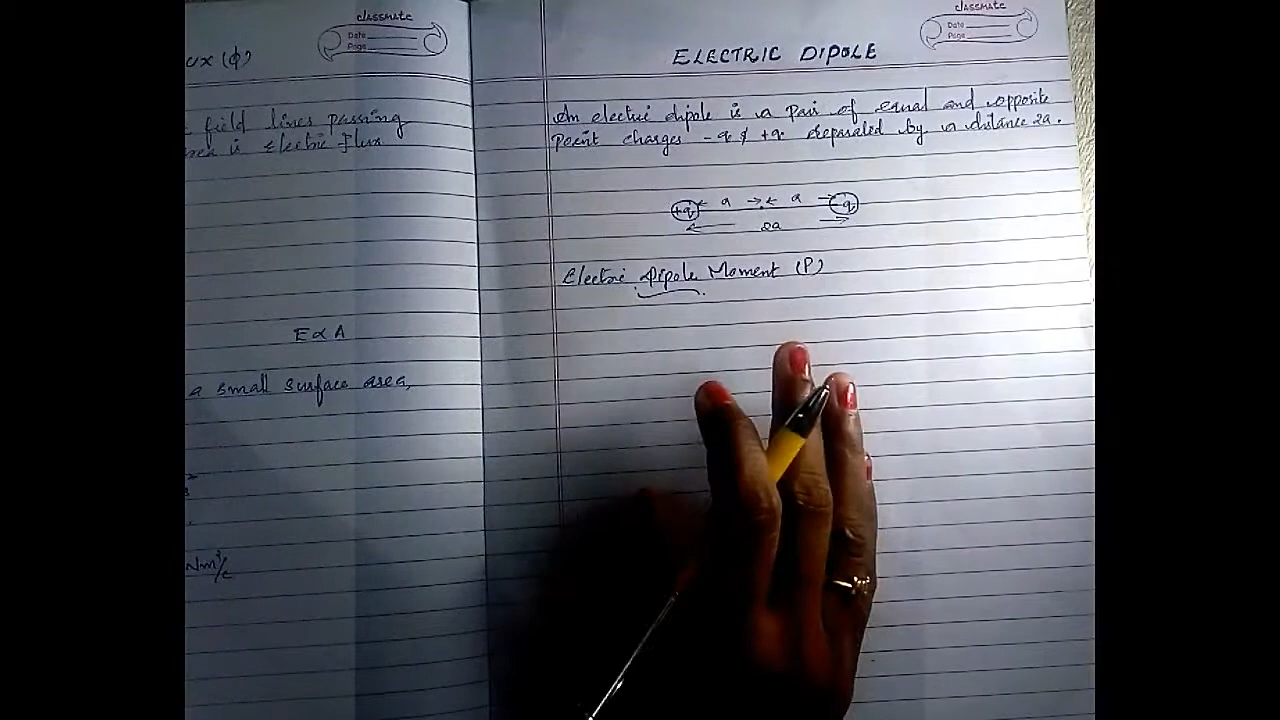 classmate
Date
Page
ux (φ)
field lines passing
area is Electric Flux
E ∝ A
a small surface area,
Nm²/c
classmate
Date
Page
ELECTRIC DIPOLE
An electric dipole is a pair of equal and opposite
point charges -q & +q separated by a distance 2a.
+q a a -q
2a
Electric Dipole Moment (P)